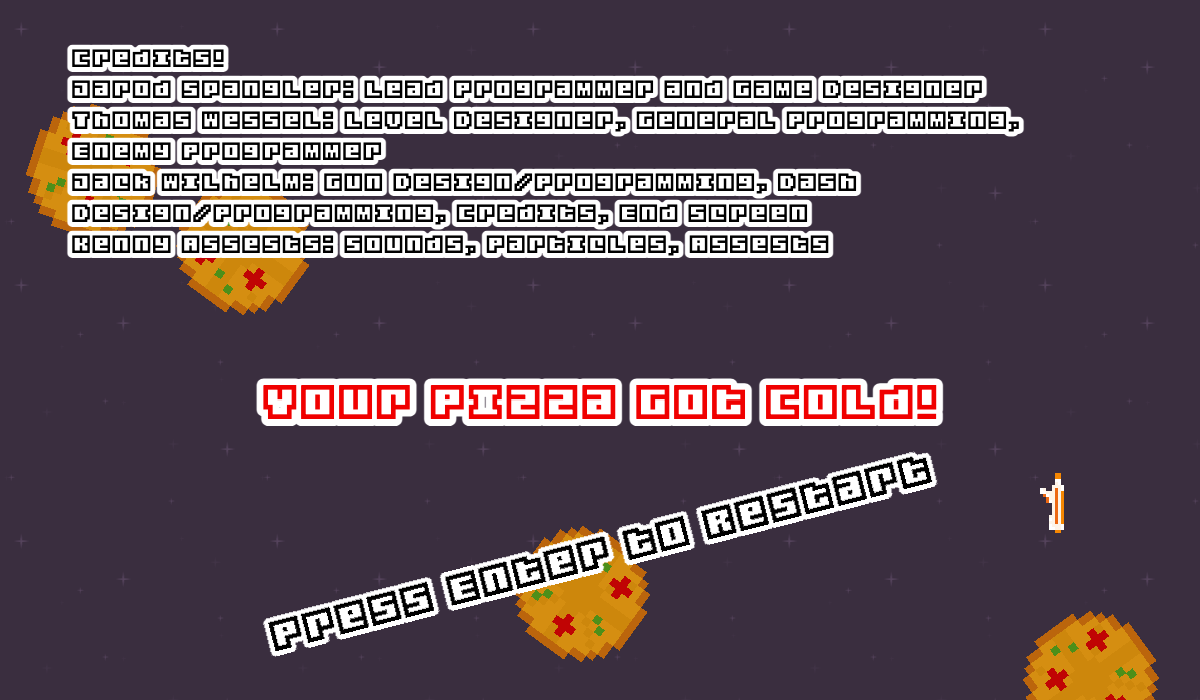 Credits!
Jarod Spangler: Lead Programmer and Game Designer
Thomas Wessel: Level Designer, General Programming,
Enemy Programmer
Jack Wilhelm: Gun Design/Programming, Dash
Design/Programming, Credits, End Screen
Kenny Assests: Sounds, Particles, Assests
Your Pizza Got Cold!
Press Enter to Restart